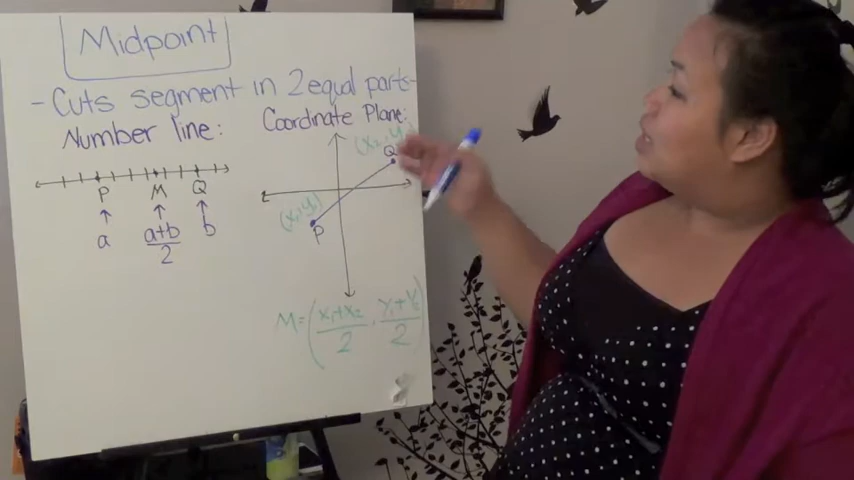 Midpoint
- Cuts segment in 2 equal parts-
Number line:
P M Q
a a+b/2 b
Coordinate Plane:
(x₂, y₂)
Q
(x₁, y₁)
P
M = (x₁+x₂/2, y₁+y₂/2)